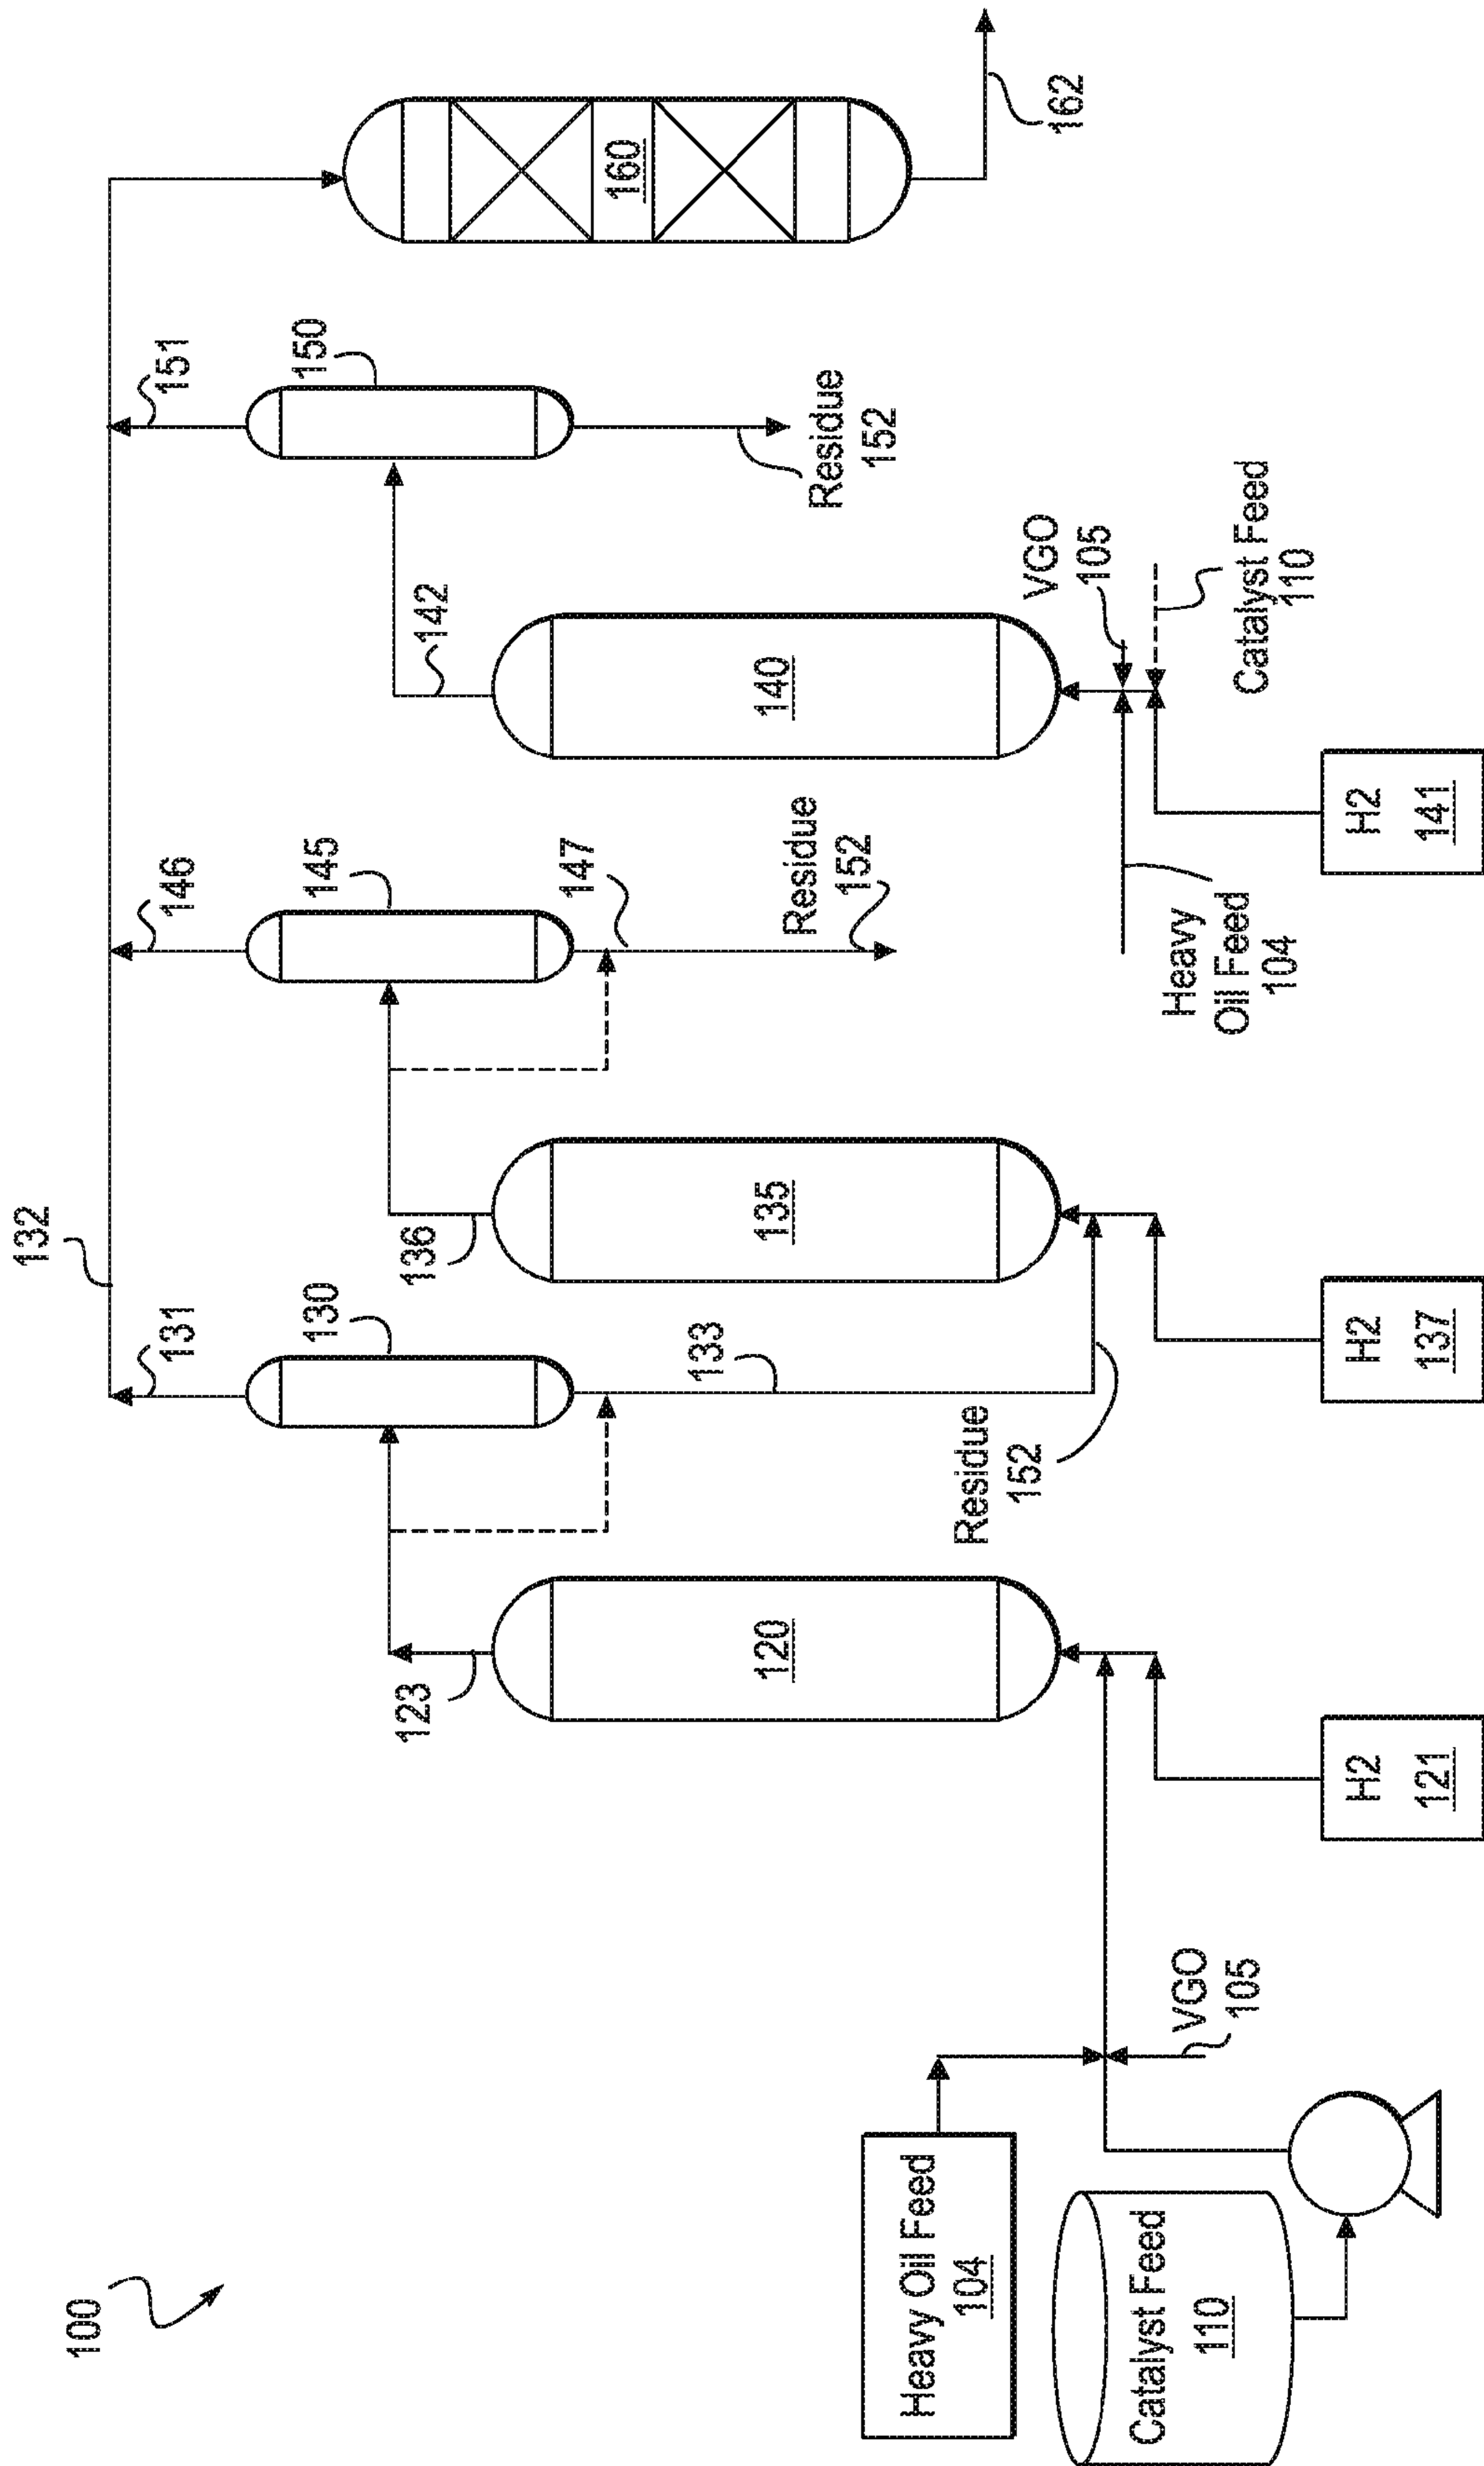 100
132
131
146
151
130
145
150
123
136
142
133
147
120
135
140
160
162
Residue
152
Residue
152
Residue
152
VGO
105
Catalyst Feed
110
Heavy
Oil Feed
104
Heavy Oil Feed
104
Catalyst Feed
110
VGO
105
H2
121
H2
137
H2
141